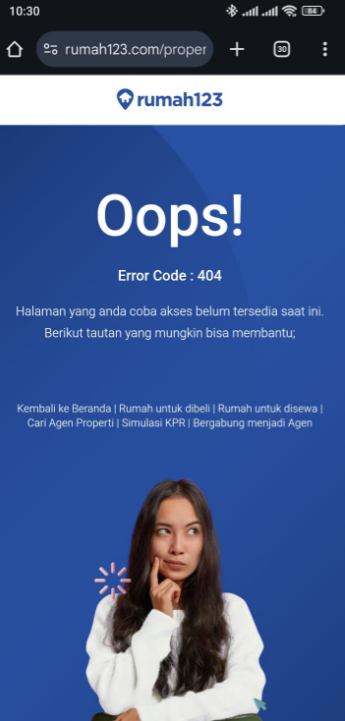 10:30
84
rumah123.com/proper
30
rumah123
Oops!
Error Code : 404
Halaman yang anda coba akses belum tersedia saat ini.
Berikut tautan yang mungkin bisa membantu;
Kembali ke Beranda | Rumah untuk dibeli | Rumah untuk disewa |
Cari Agen Properti | Simulasi KPR | Bergabung menjadi Agen